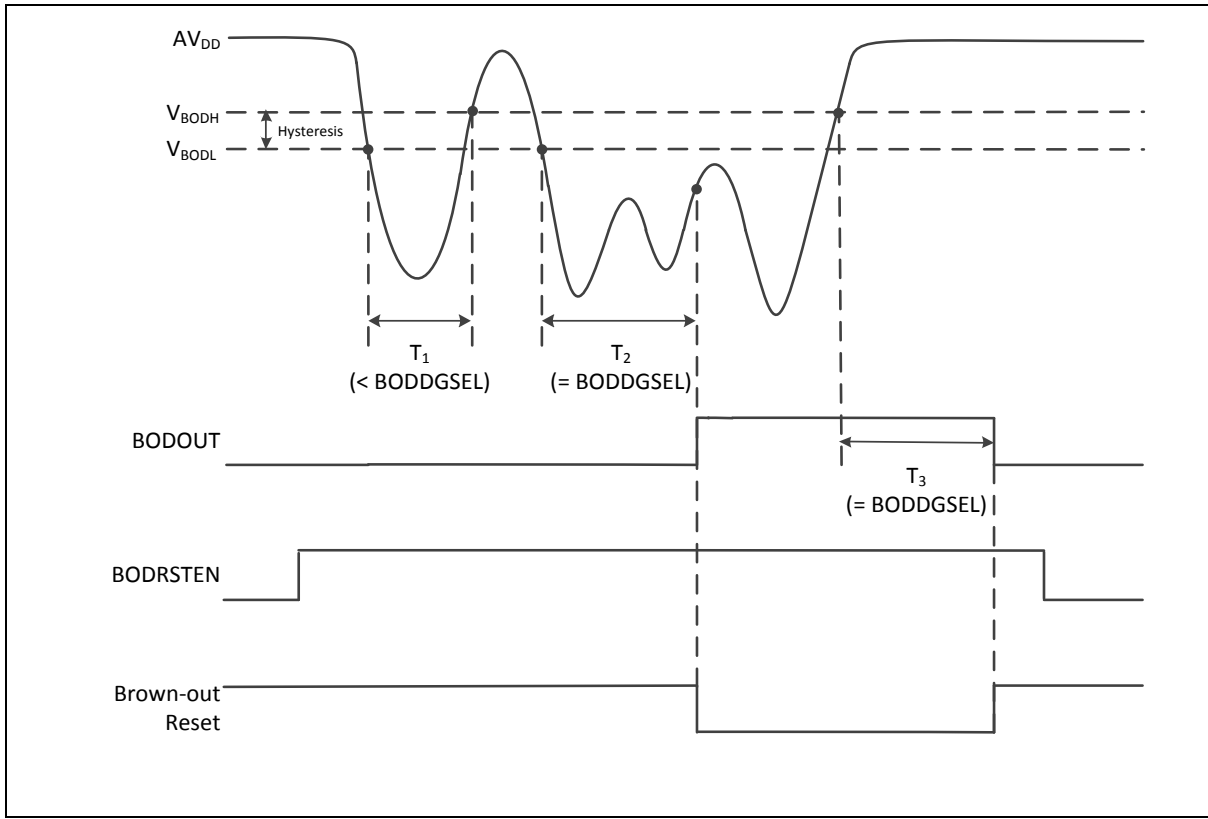 AVDD
VBODH
Hysteresis
VBODL
T1
(< BODDGSEL)
T2
(= BODDGSEL)
BODOUT
T3
(= BODDGSEL)
BODRSTEN
Brown-out
Reset